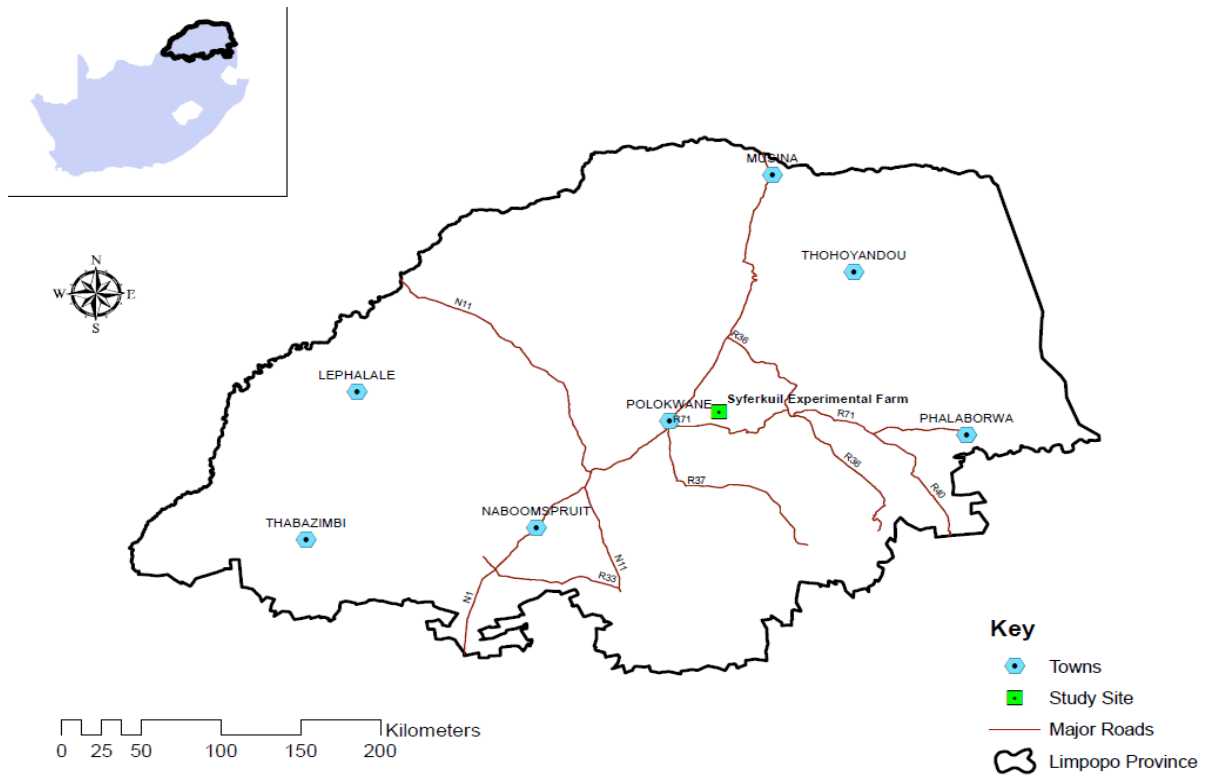 MUSINA
THOHOYANDOU
N
W E
S
N11
R36
LEPHALALE
POLOKWANE
Syferkuil Experimental Farm
R71
R71
PHALABORWA
R36
R37
R40
NABOOMSPRUIT
THABAZIMBI
N11
R33
N1
Key
Towns
Study Site
Major Roads
Limpopo Province
Kilometers
0 25 50 100 150 200